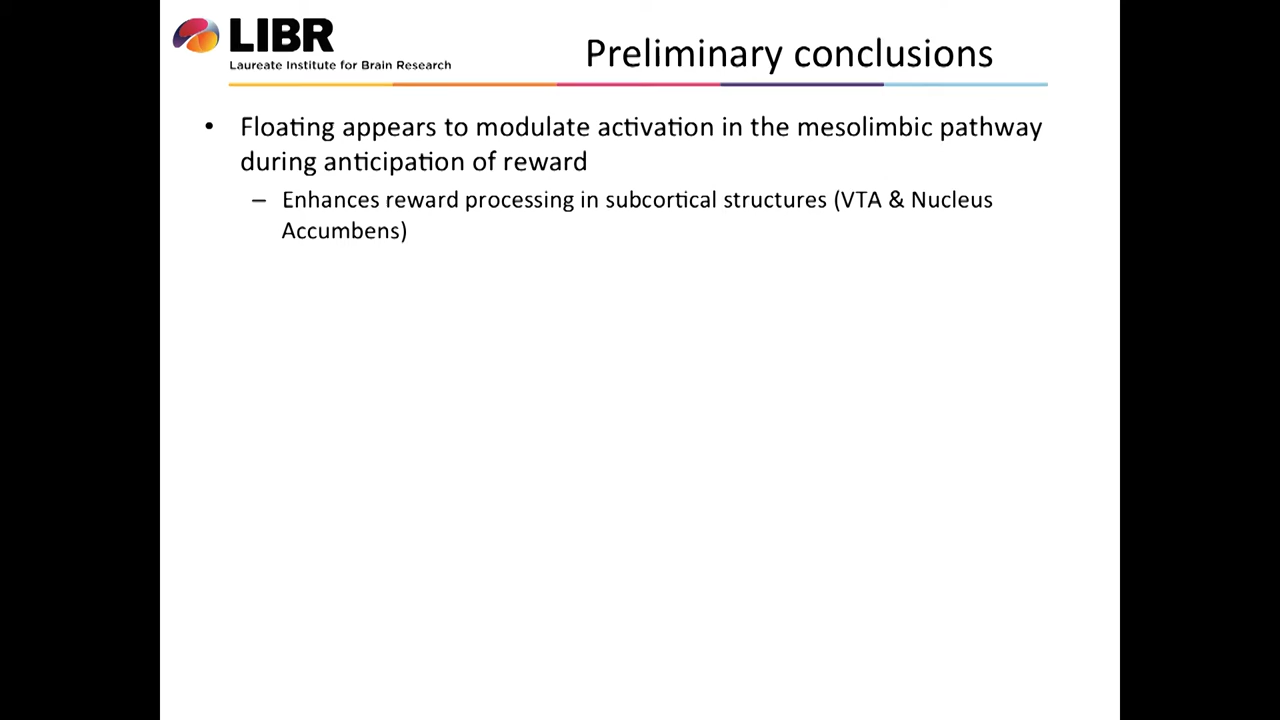 LIBR
Laureate Institute for Brain Research
Preliminary conclusions
• Floating appears to modulate activation in the mesolimbic pathway
during anticipation of reward
– Enhances reward processing in subcortical structures (VTA & Nucleus
Accumbens)